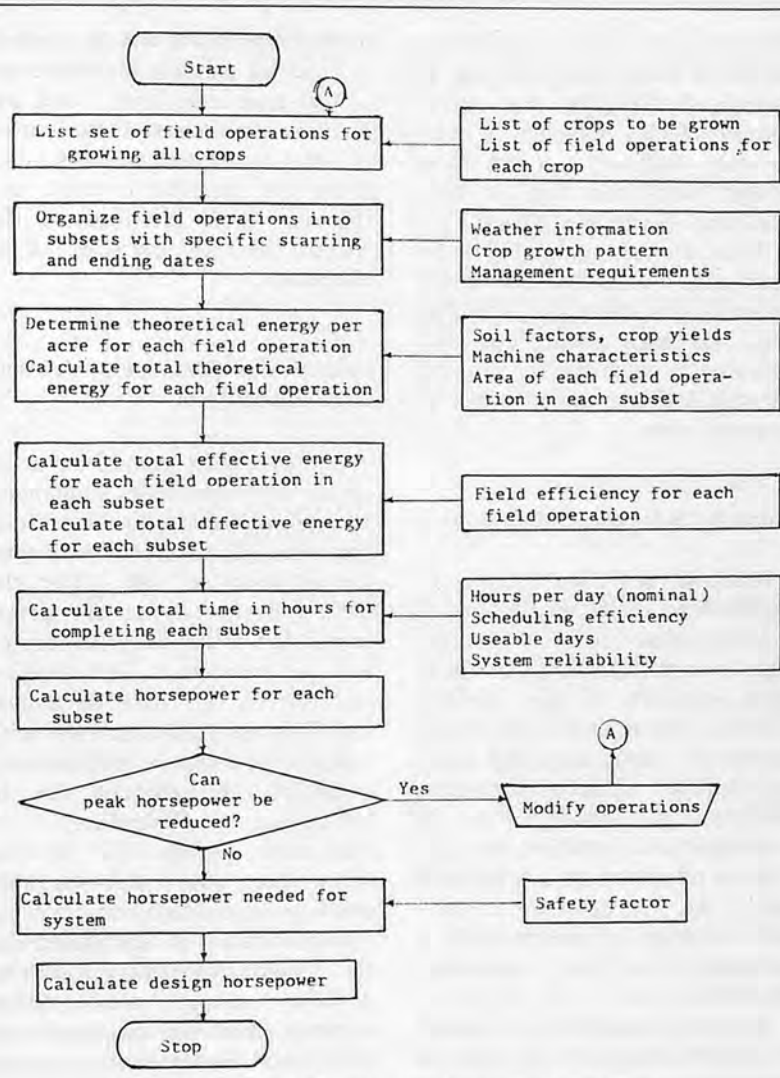 Start
A
List set of field operations for
growing all crops
List of crops to be grown
List of field operations for
each crop
Organize field operations into
subsets with specific starting
and ending dates
Weather information
Crop growth pattern
Management requirements
Determine theoretical energy per
acre for each field operation
Calculate total theoretical
energy for each field operation
Soil factors, crop yields
Machine characteristics
Area of each field opera-
tion in each subset
Calculate total effective energy
for each field operation in
each subset
Calculate total dffective energy
for each subset
Field efficiency for each
field operation
Calculate total time in hours for
completing each subset
Hours per day (nominal)
Scheduling efficiency
Useable days
System reliability
Calculate horsepower for each
subset
Can
peak horsepower be
reduced?
Yes
A
Modify operations
No
Calculate horsepower needed for
system
Safety factor
Calculate design horsepower
Stop